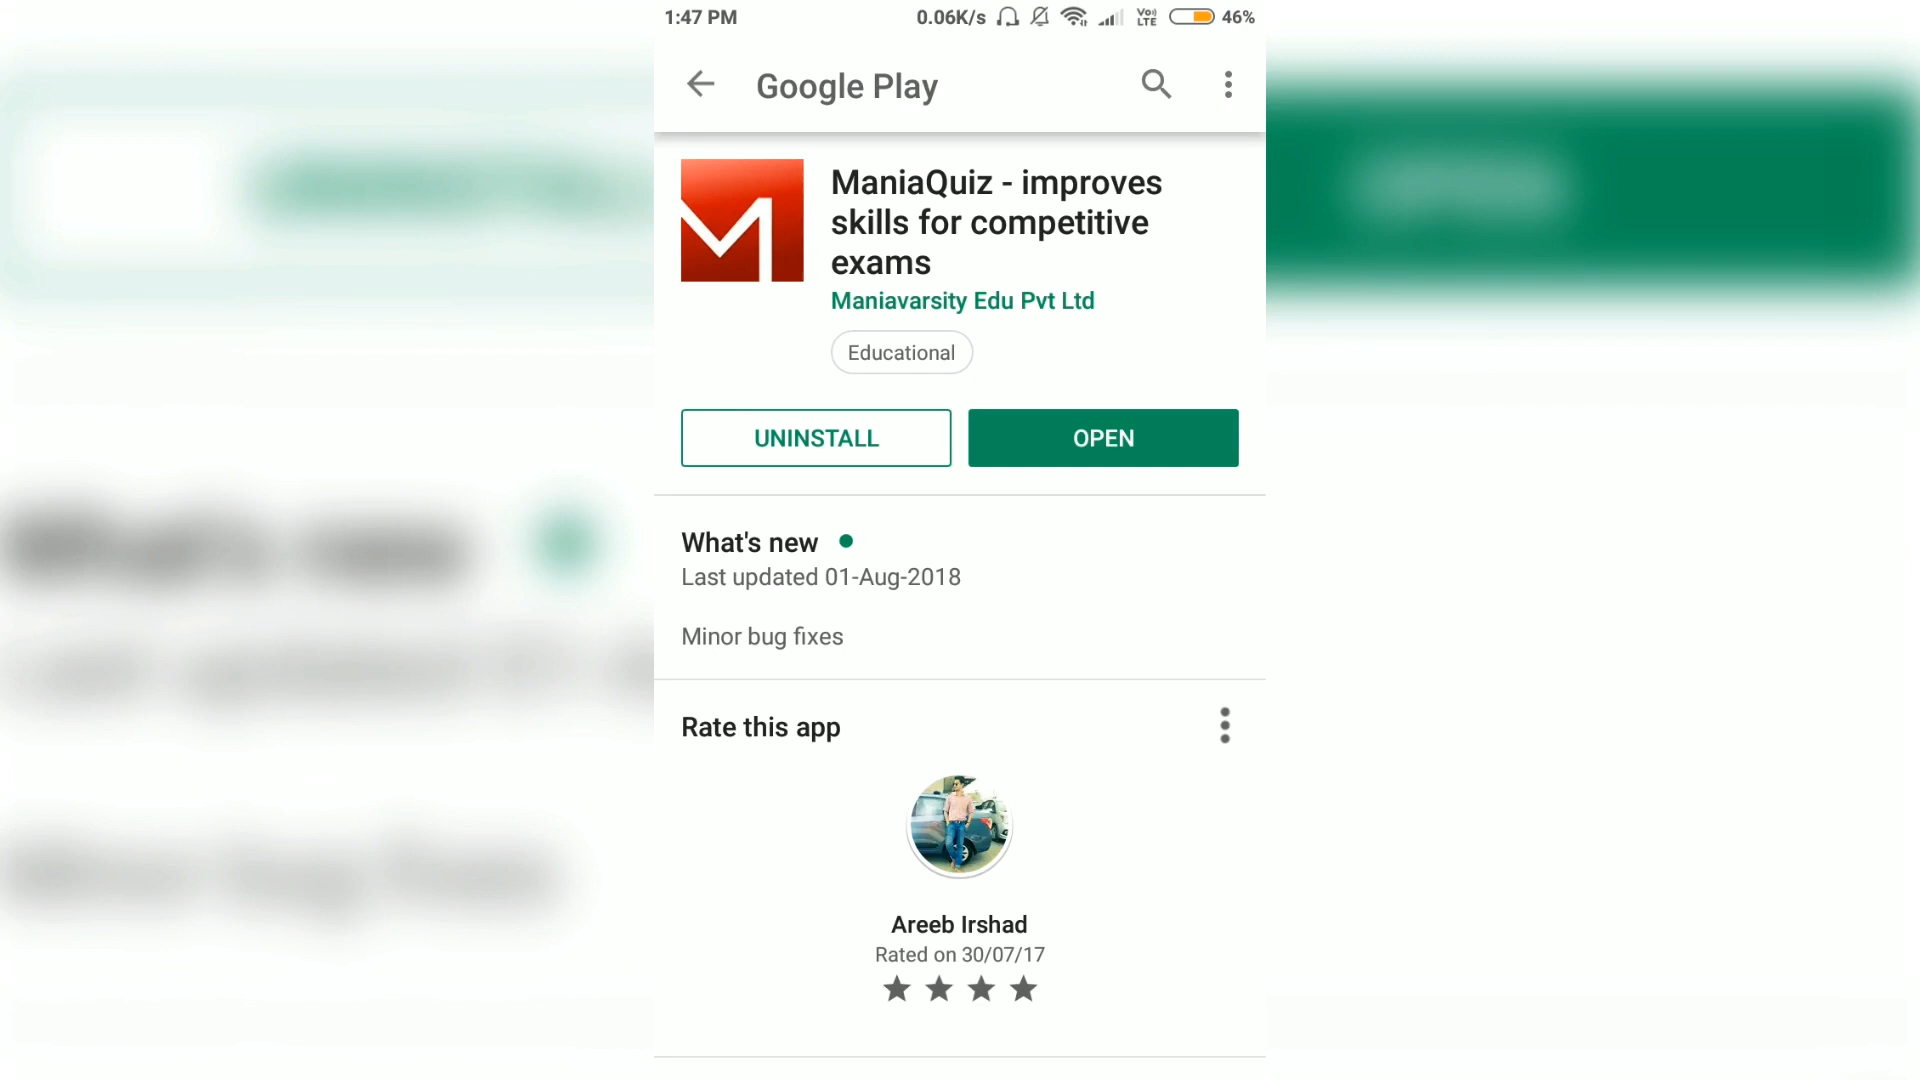 1:47 PM 0.06K/s Vo)) LTE 46%
Google Play
ManiaQuiz - improves
skills for competitive
exams
Maniavarsity Edu Pvt Ltd
Educational
UNINSTALL OPEN
What's new
Last updated 01-Aug-2018
Minor bug fixes
Rate this app
Areeb Irshad
Rated on 30/07/17